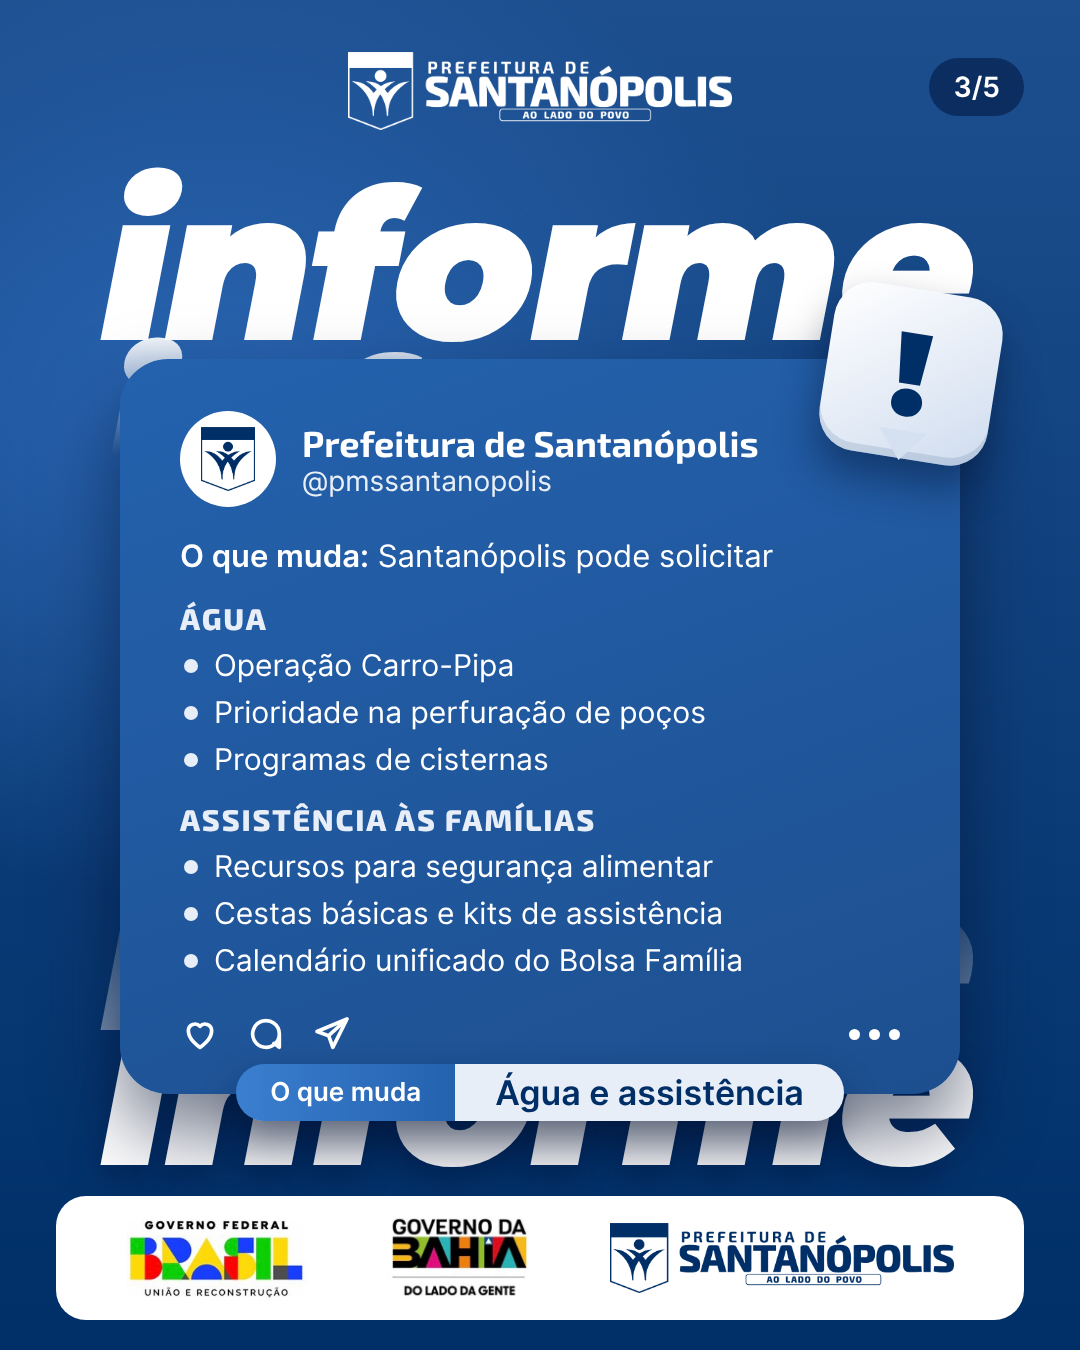 PREFEITURA DE
SANTANÓPOLIS
AO LADO DO POVO
3/5
informe
!
Prefeitura de Santanópolis
@pmssantanopolis
O que muda: Santanópolis pode solicitar
ÁGUA
Operação Carro-Pipa
Prioridade na perfuração de poços
Programas de cisternas
ASSISTÊNCIA ÀS FAMÍLIAS
Recursos para segurança alimentar
Cestas básicas e kits de assistência
Calendário unificado do Bolsa Família
O que muda Água e assistência
informe
GOVERNO FEDERAL
BRASIL
UNIÃO E RECONSTRUÇÃO
GOVERNO DA
BAHIA
DO LADO DA GENTE
PREFEITURA DE
SANTANÓPOLIS
AO LADO DO POVO